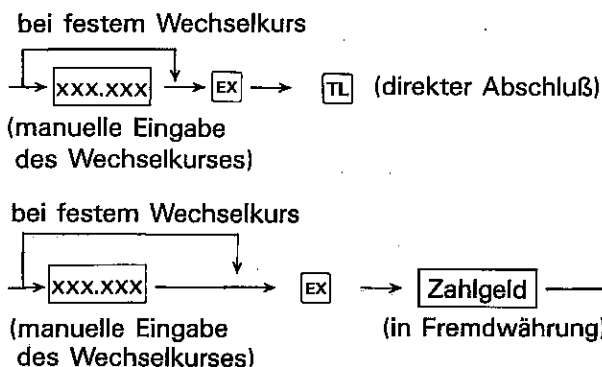 bei festem Wechselkurs
xxx.xxx EX TL (direkter Abschluß)
(manuelle Eingabe
des Wechselkurses)
bei festem Wechselkurs
xxx.xxx EX Zahlgeld
(manuelle Eingabe (in Fremdwährung)
des Wechselkurses)